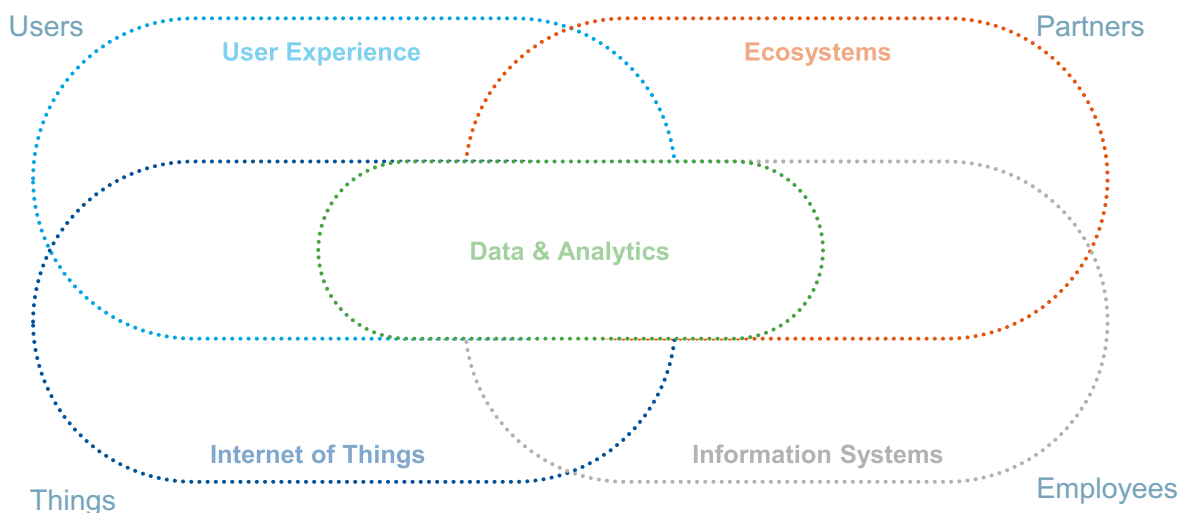 Users
Partners
User Experience
Ecosystems
Data & Analytics
Internet of Things
Information Systems
Things
Employees